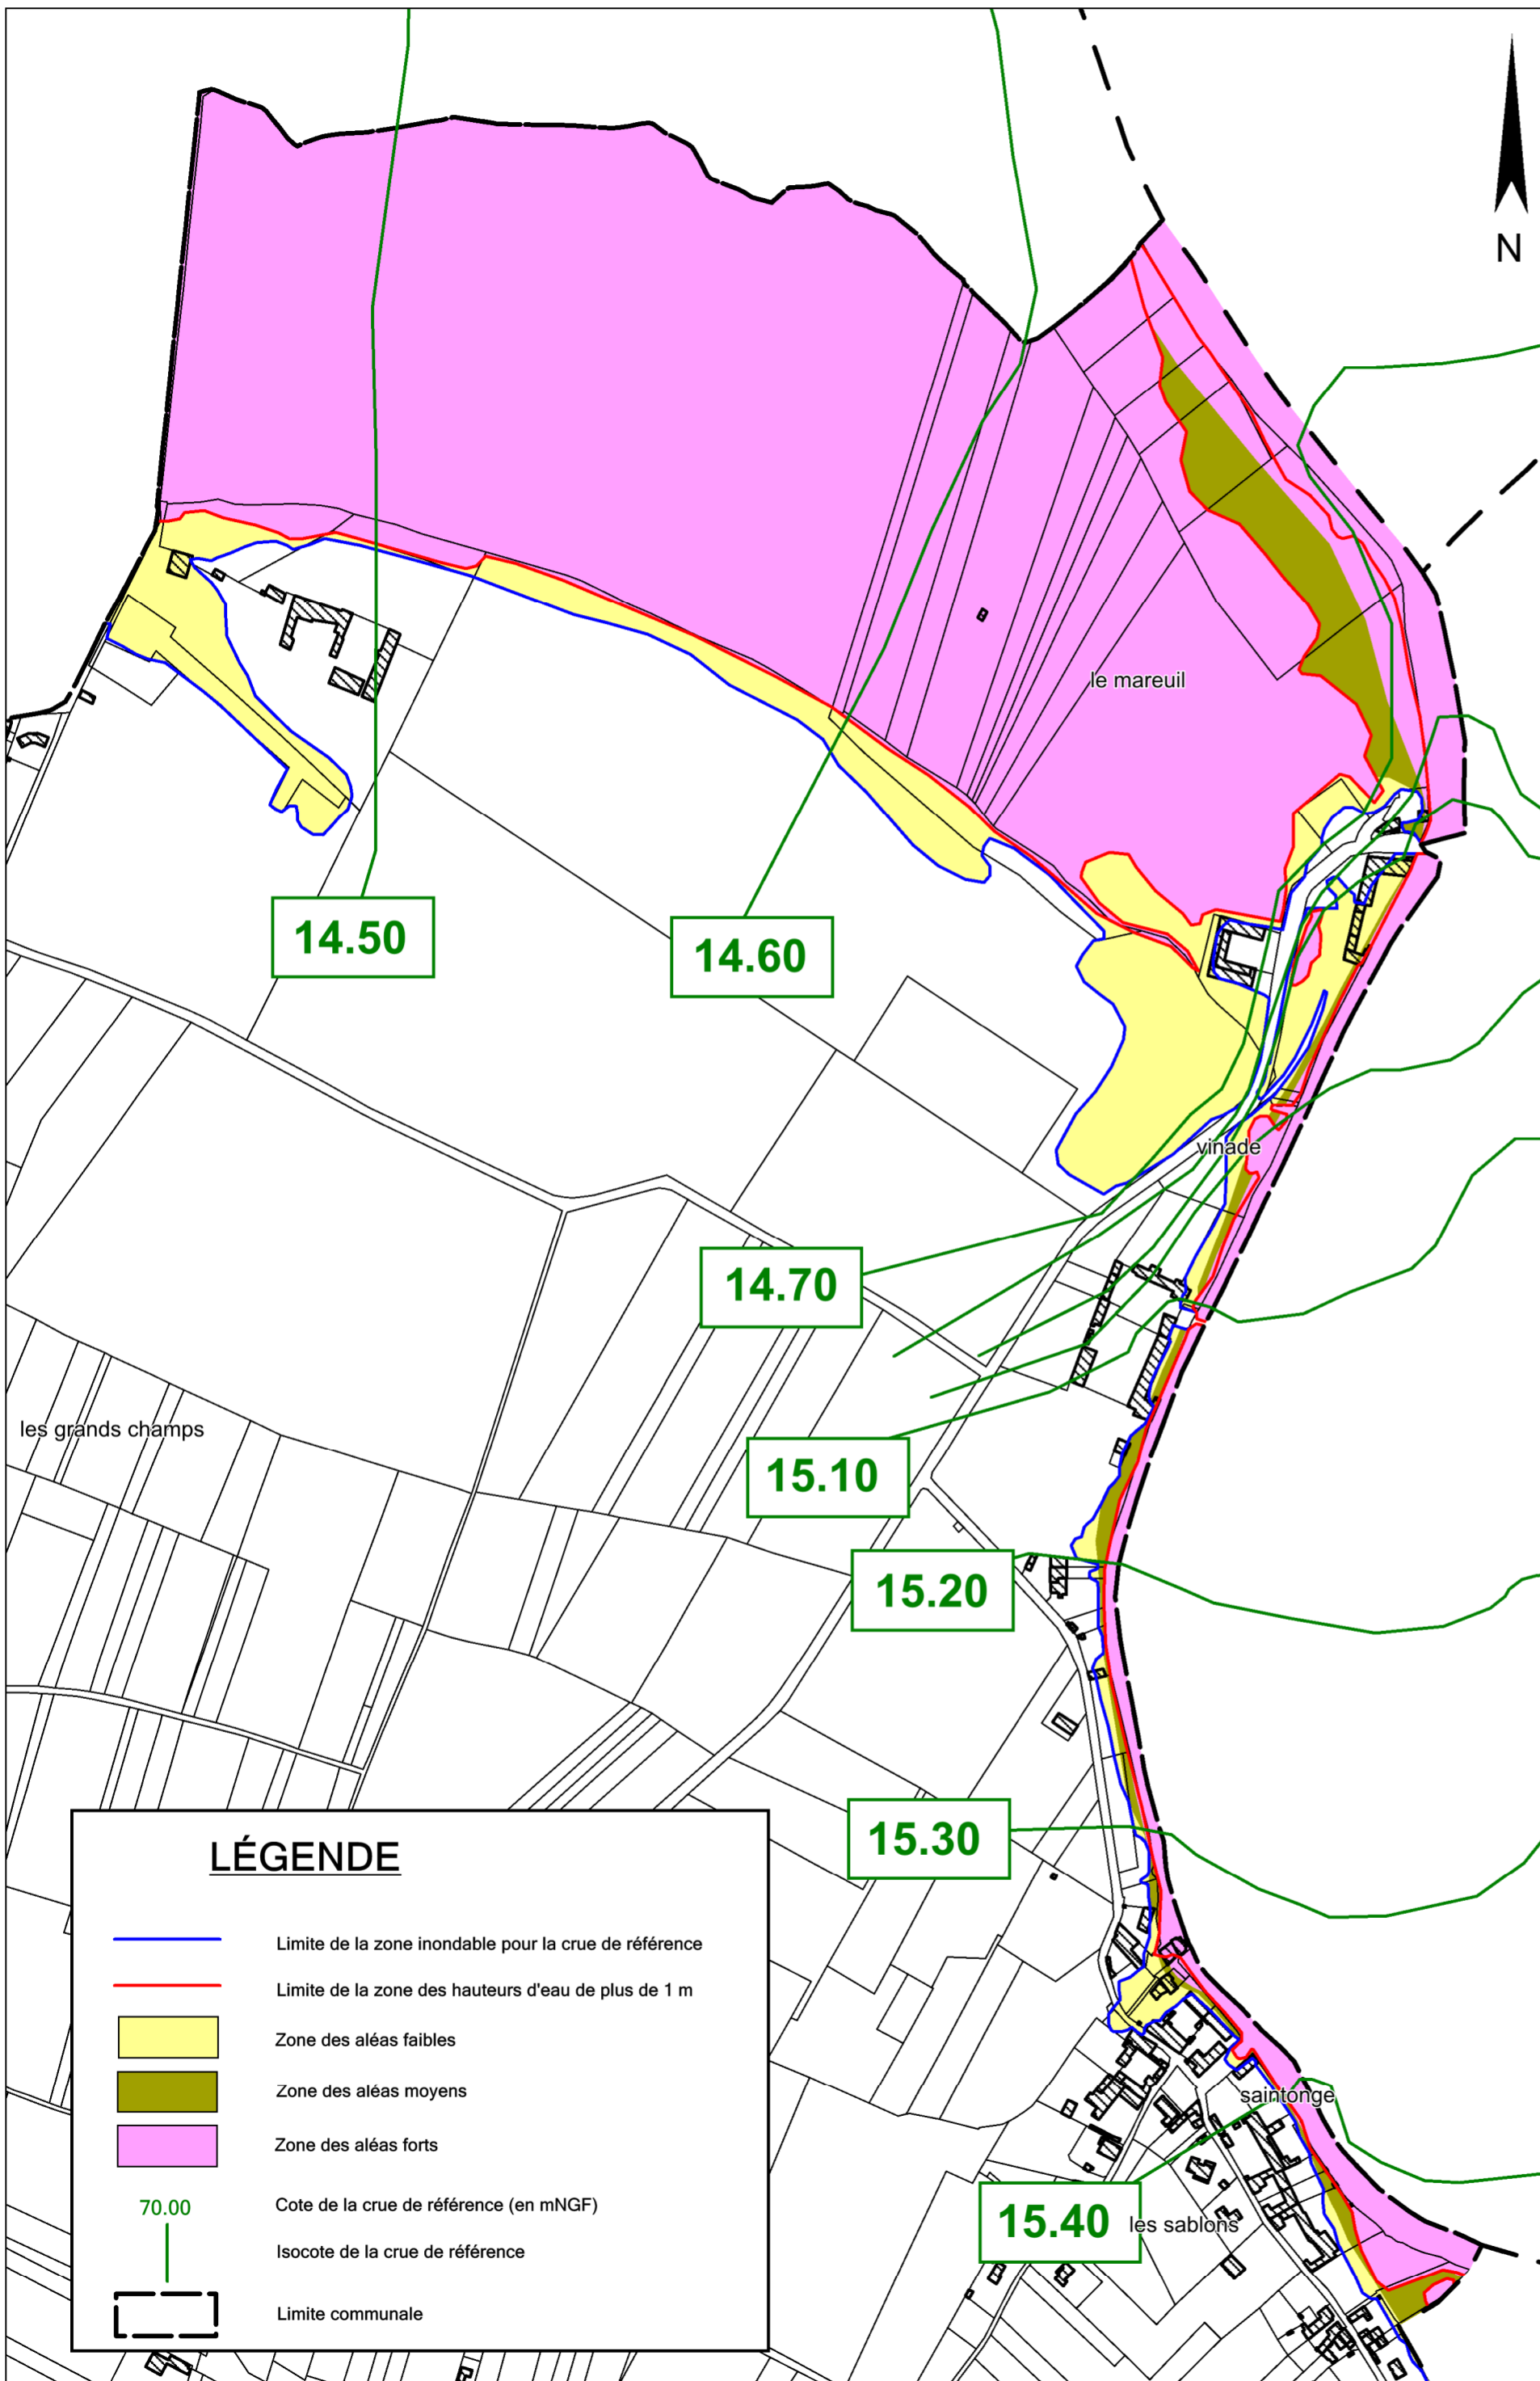 N
le mareuil
14.50
14.60
vinade
14.70
les grands champs
15.10
15.20
15.30
saintonge
15.40
les sablons
LÉGENDE
Limite de la zone inondable pour la crue de référence
Limite de la zone des hauteurs d'eau de plus de 1 m
Zone des aléas faibles
Zone des aléas moyens
Zone des aléas forts
70.00
Cote de la crue de référence (en mNGF)
Isocote de la crue de référence
Limite communale